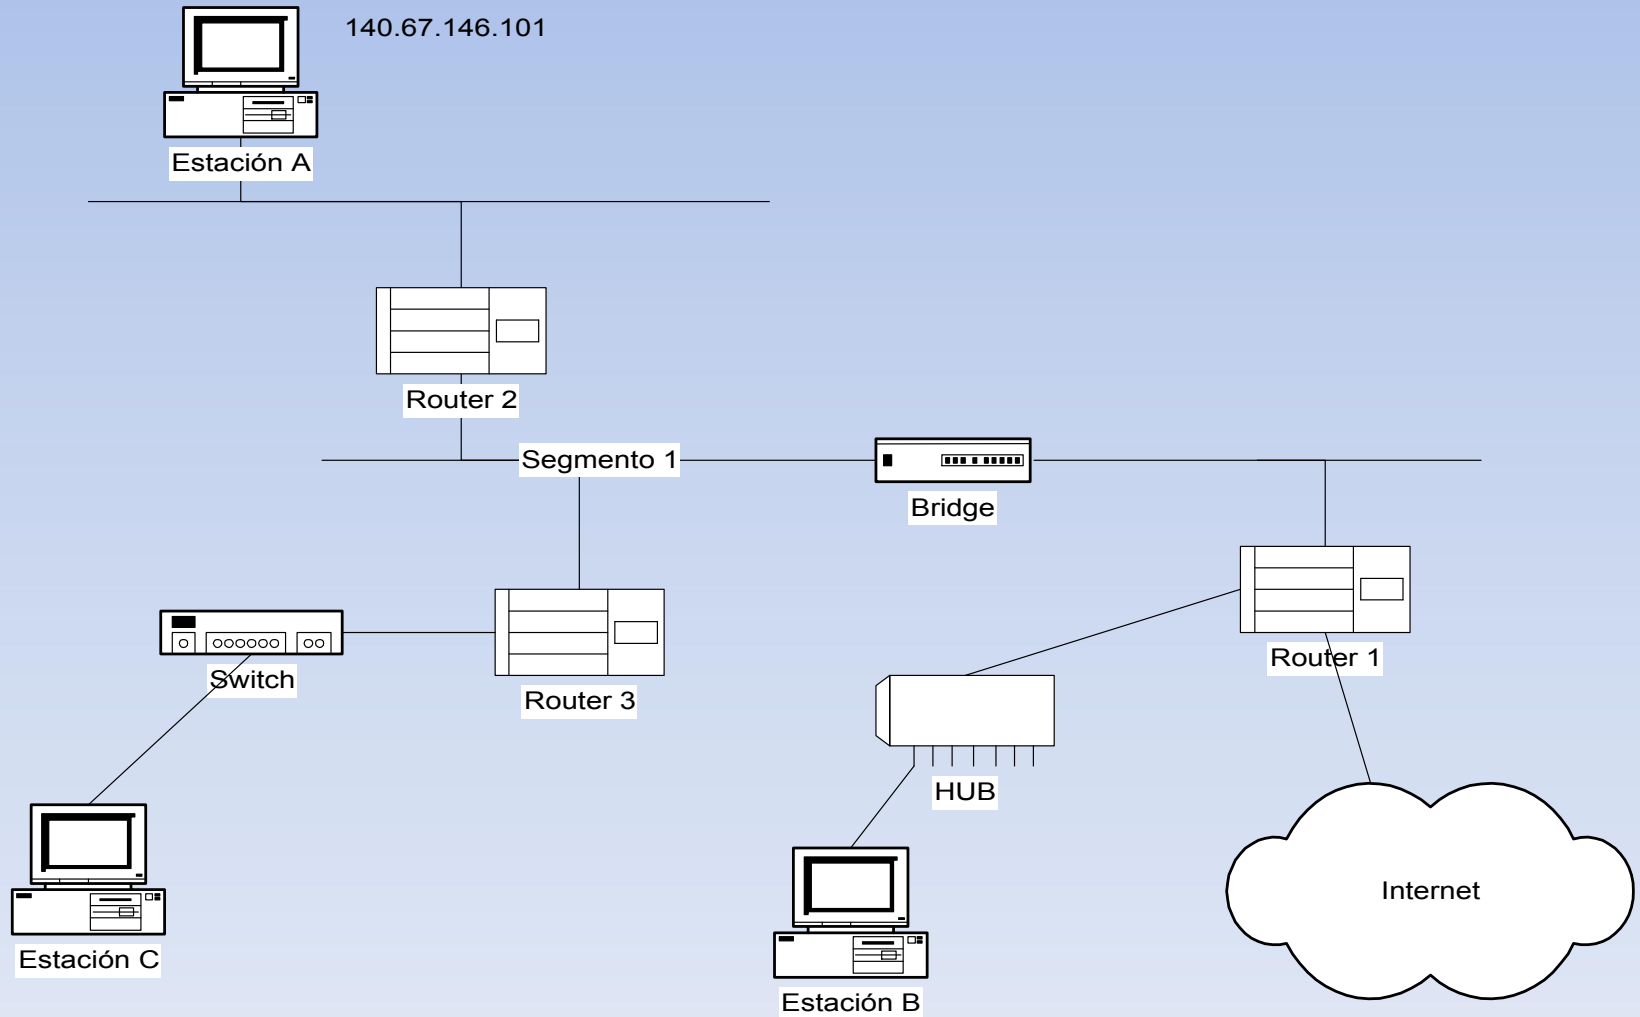 140.67.146.101
Estación A
Router 2
Segmento 1
Bridge
Router 1
Switch
Router 3
HUB
Internet
Estación C
Estación B